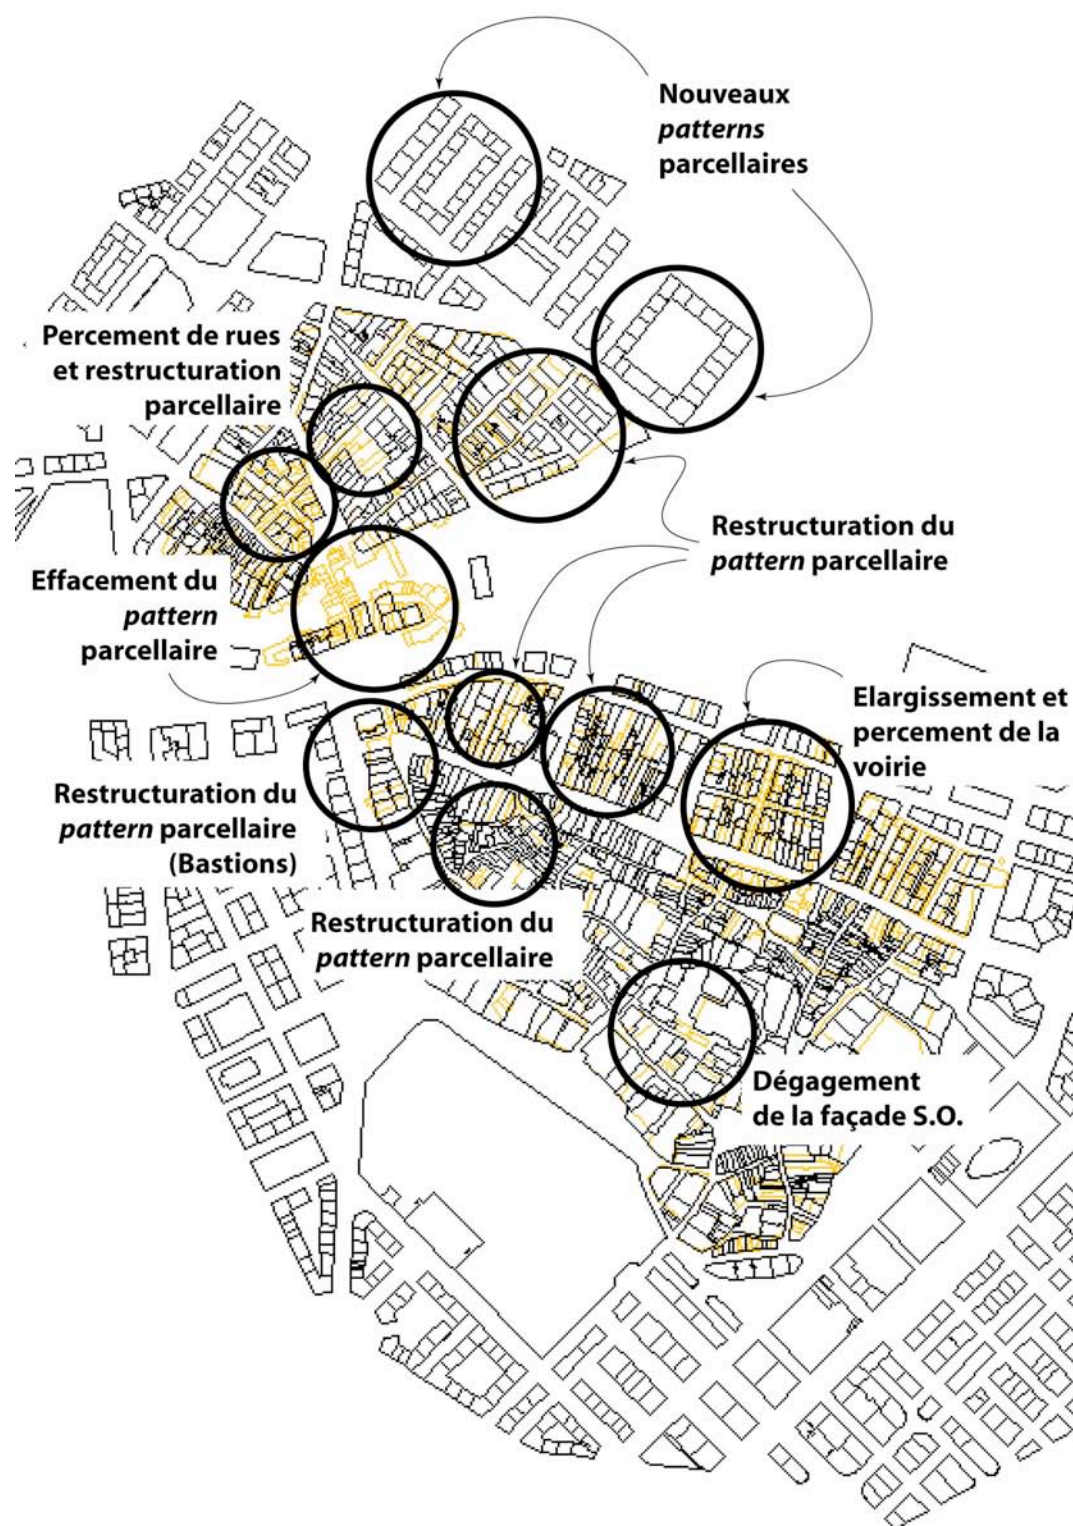 Nouveaux
patterns
parcellaires
Percement de rues
et restructuration
parcellaire
Restructuration du
pattern parcellaire
Effacement du
pattern
parcellaire
Elargissement et
percement de la
voirie
Restructuration du
pattern parcellaire
(Bastions)
Restructuration du
pattern parcellaire
Dégagement
de la façade S.O.